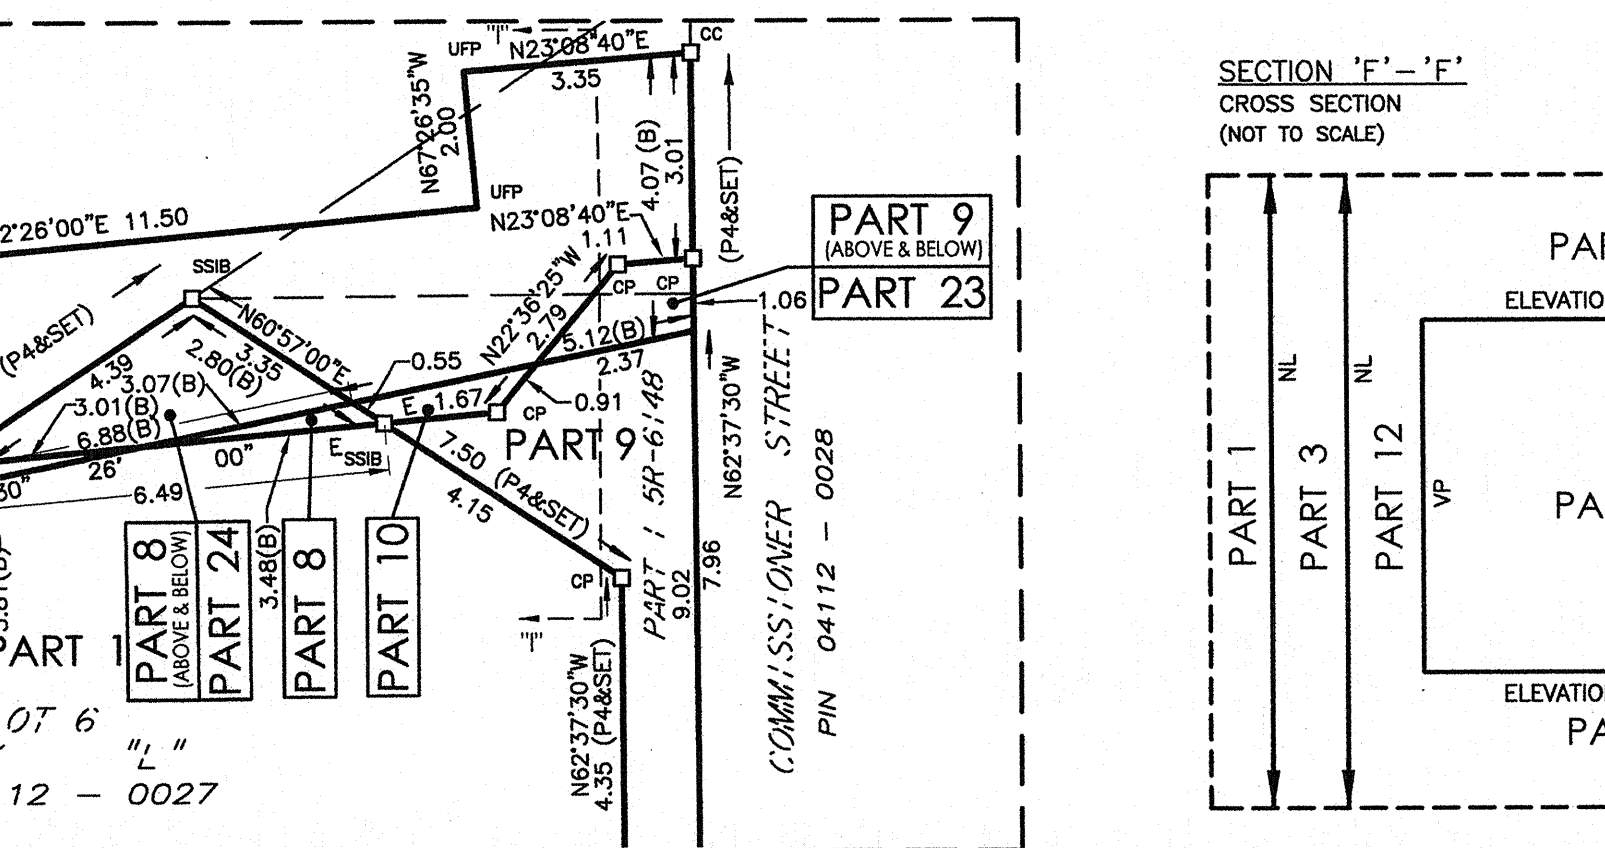 "I"
UFP
N23°08'40"E
3.35
CC
N67°26'35"W
2.00
4.07 (B)
3.01
(P4&SET)
UFP
N23°08'40"E
1.11
2°26'00"E 11.50
SSIB
(P4&SET)
N60°57'00"E
3.35
2.80(B)
4.39
3.07(B)
3.01(B)
6.88(B)
26'
00"
30"
6.49
0.55
N22°36'25"W
2.79
CP
CP
5.12(B)
2.37
1.06
PART 9
(ABOVE & BELOW)
PART 23
E
1.67
CP
0.91
PART 9
E
SSIB
7.50 (P4&SET)
4.15
CP
"I"
PART 8
(ABOVE & BELOW)
PART 24
3.48(B)
PART 8
PART 10
PART 1
OT 6
"L"
12 - 0027
N62°37'30"W
4.35 (P4&SET)
PART 1 5R-6148
9.02
7.96
N62°37'30"W
COMMISSIONER STREET
PIN 04112 - 0028
SECTION 'F'-'F'
CROSS SECTION
(NOT TO SCALE)
NL
NL
PART 1
PART 3
PART 12
VP
PAR
ELEVATIO
PA
ELEVATIO
PA